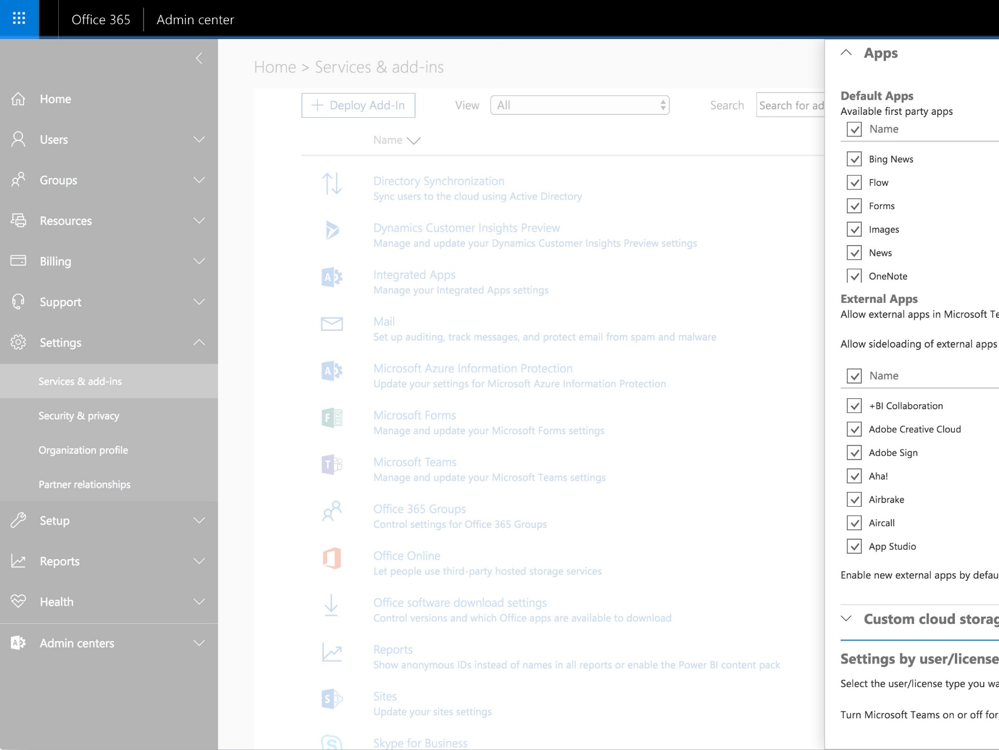 Office 365
Admin center
Home
Users
Groups
Resources
Billing
Support
Settings
Services & add-ins
Security & privacy
Organization profile
Partner relationships
Setup
Reports
Health
Admin centers
Home > Services & add-ins
Deploy Add-In
View
All
Search
Search for ad
Name
Directory Synchronization
Sync users to the cloud using Active Directory
Dynamics Customer Insights Preview
Manage and update your Dynamics Customer Insights Preview settings
Integrated Apps
Manage your Integrated Apps settings
Mail
Set up auditing, track messages, and protect email from spam and malware
Microsoft Azure Information Protection
Update your settings for Microsoft Azure Information Protection
Microsoft Forms
Manage and update your Microsoft Forms settings
Microsoft Teams
Manage and update your Microsoft Teams settings
Office 365 Groups
Control settings for Office 365 Groups
Office Online
Let people use third-party hosted storage services
Office software download settings
Control versions and which Office apps are available to download
Reports
Show anonymous IDs instead of names in all reports or enable the Power BI content pack
Sites
Update your sites settings
Skype for Business
Apps
Default Apps
Available first party apps
Name
Bing News
Flow
Forms
Images
News
OneNote
External Apps
Allow external apps in Microsoft Te
Allow sideloading of external apps
Name
+BI Collaboration
Adobe Creative Cloud
Adobe Sign
Aha!
Airbrake
Aircall
App Studio
Enable new external apps by defau
Custom cloud storag
Settings by user/license
Select the user/license type you wa
Turn Microsoft Teams on or off for